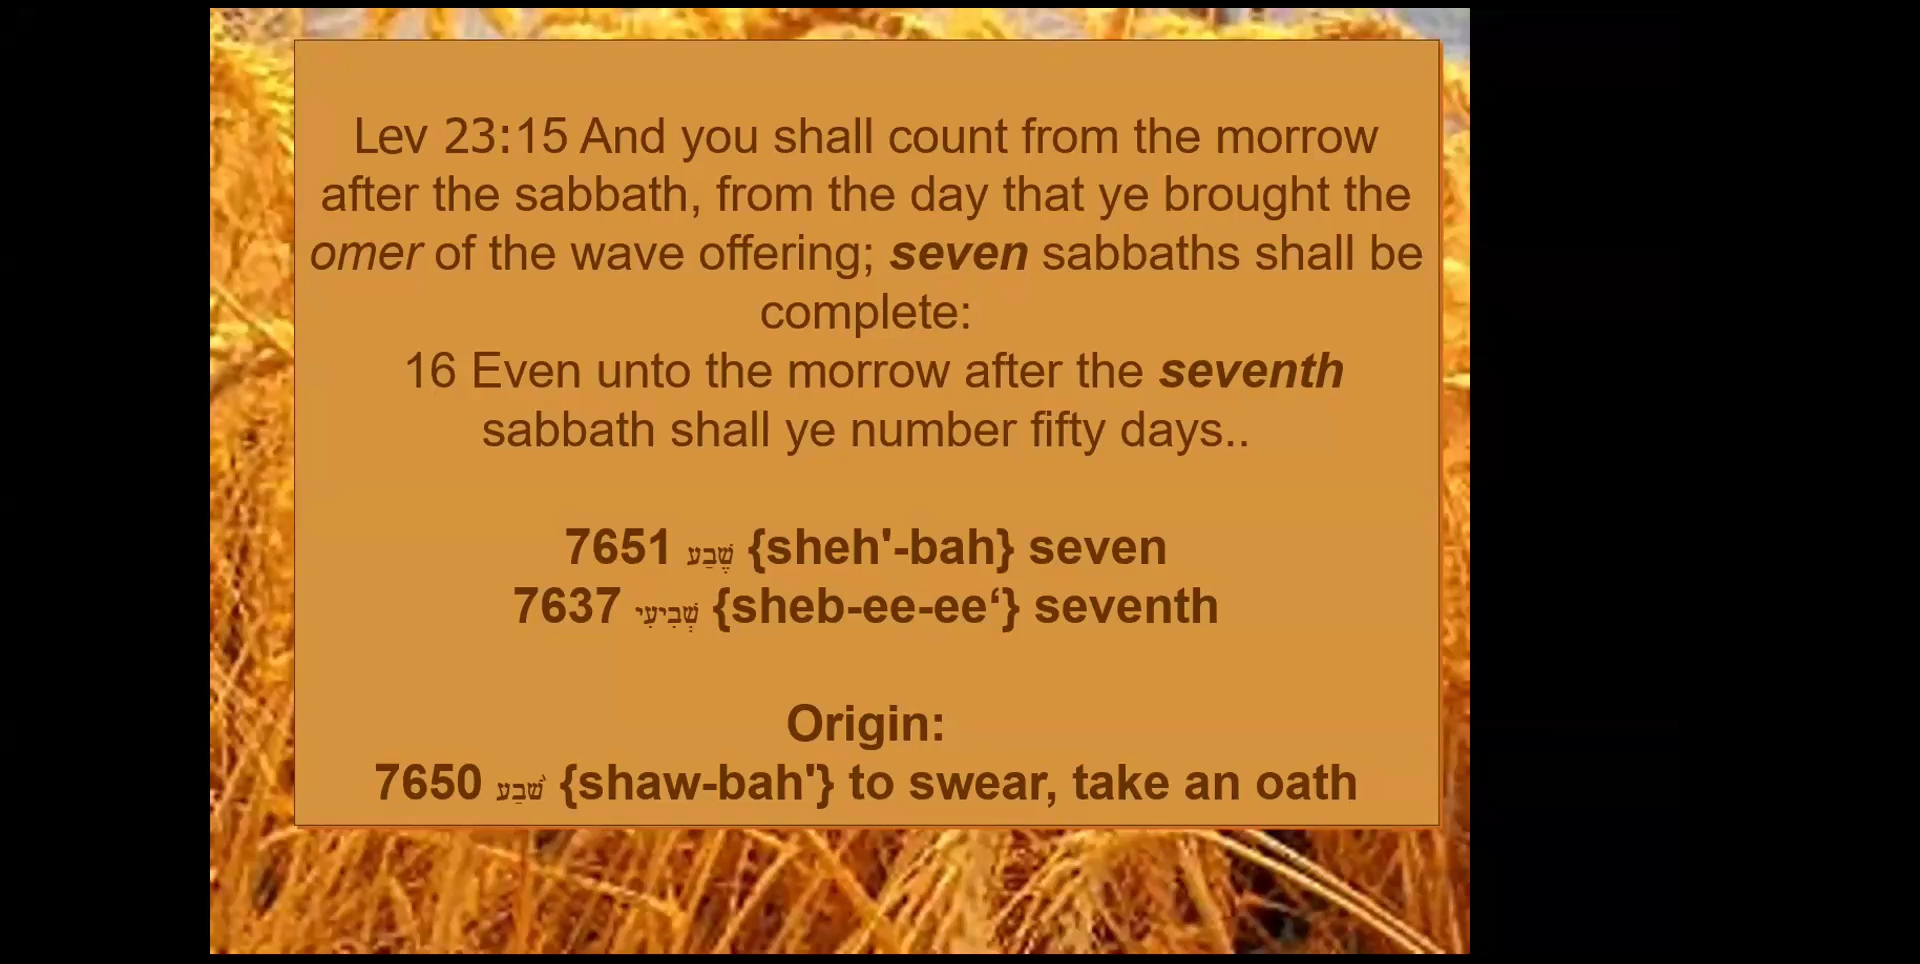 Lev 23:15 And you shall count from the morrow
after the sabbath, from the day that ye brought the
omer of the wave offering; seven sabbaths shall be
complete:
16 Even unto the morrow after the seventh
sabbath shall ye number fifty days..
7651 שֶׁבַע {sheh'-bah} seven
7637 שְׁבִיעִי {sheb-ee-ee‘} seventh
Origin:
7650 שׁבַע {shaw-bah'} to swear, take an oath